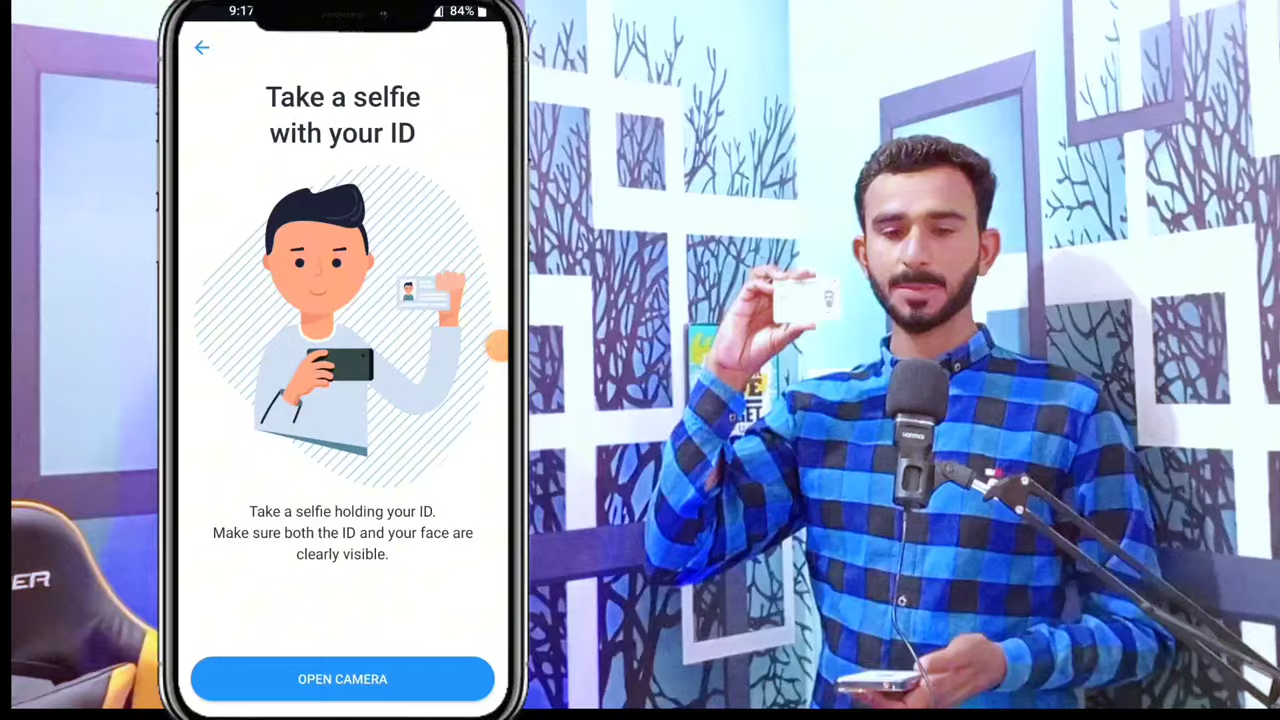 9:17
84%
Take a selfie
with your ID
Take a selfie holding your ID.
Make sure both the ID and your face are
clearly visible.
OPEN CAMERA
ER